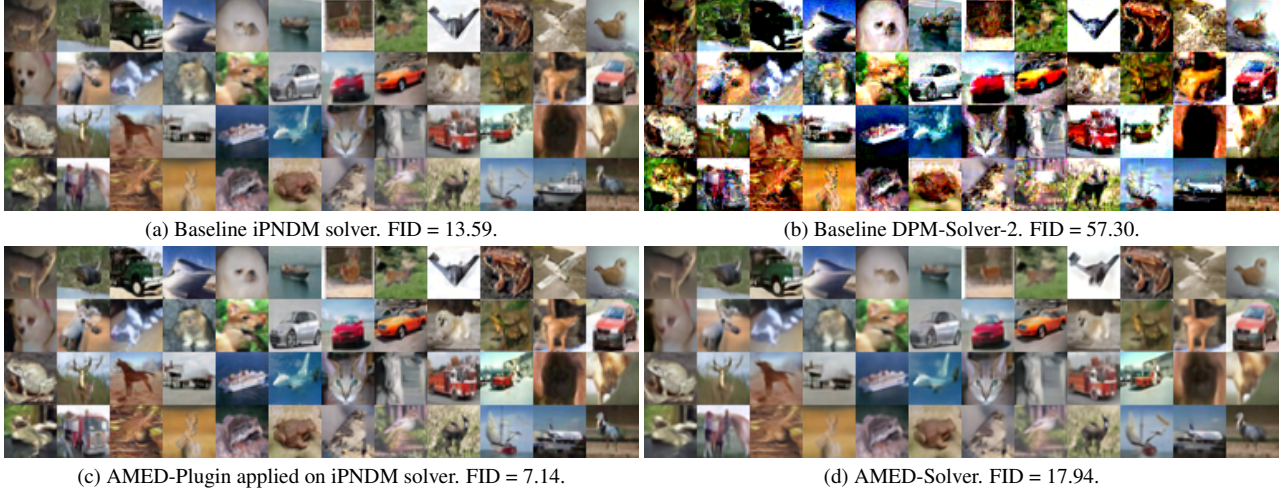 (a) Baseline iPNDM solver. FID = 13.59.
(b) Baseline DPM-Solver-2. FID = 57.30.
(c) AMED-Plugin applied on iPNDM solver. FID = 7.14.
(d) AMED-Solver. FID = 17.94.